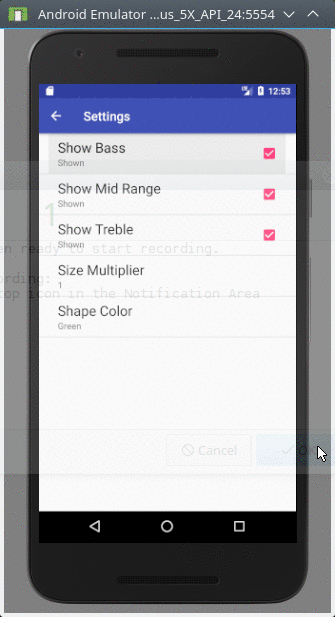 Android Emulator ...us_5X_API_24:5554
12:53
Settings
Show Bass
Shown
Show Mid Range
Shown
1
Show Treble
Shown
en ready to start recording.
Size Multiplier
1
ording:
op icon in the Notification Area
Shape Color
Green
Cancel